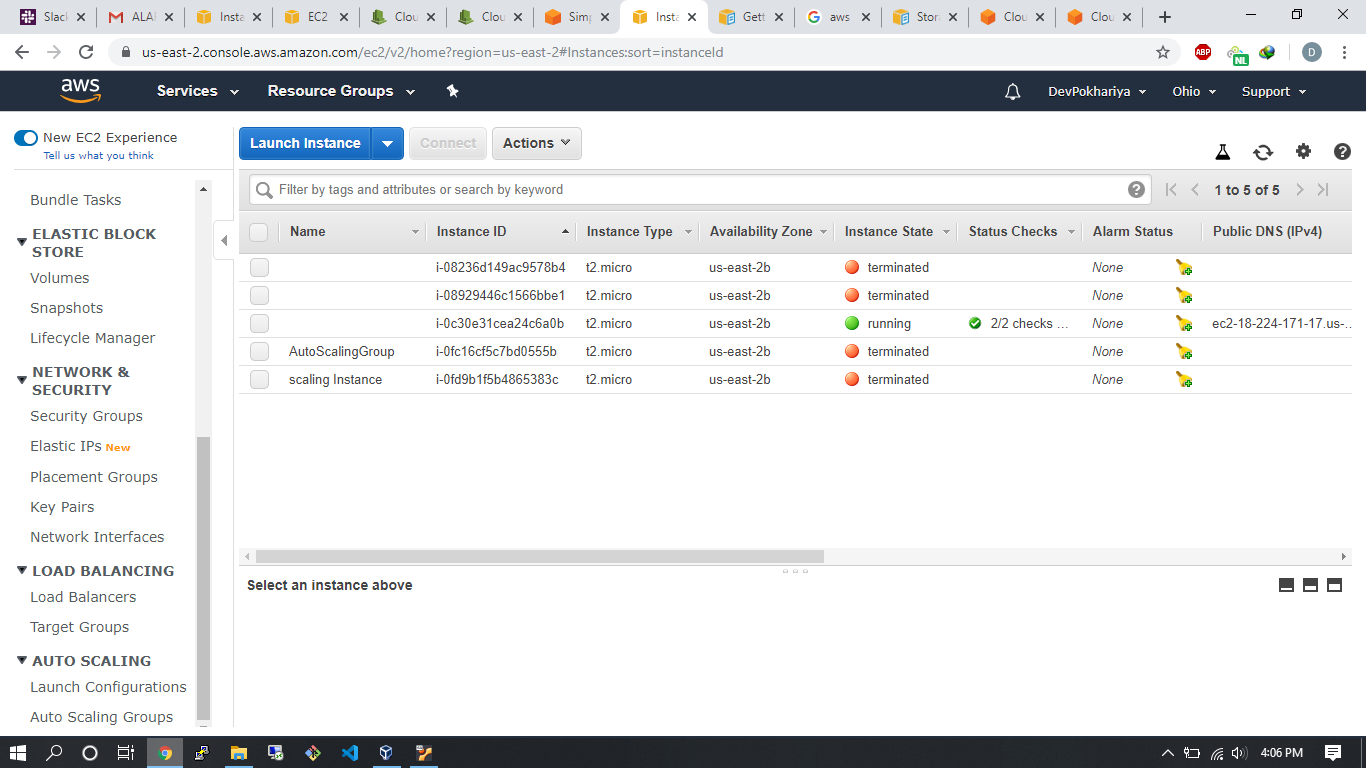 Slack
ALAI
Insta
EC2
Clou
Clou
Simp
Insta
Gett
aws
Stor
Clou
Clou
us-east-2.console.aws.amazon.com/ec2/v2/home?region=us-east-2#Instances:sort=instanceId
ABP
NL
D
aws
Services
Resource Groups
DevPokhariya
Ohio
Support
New EC2 Experience
Tell us what you think
Bundle Tasks
ELASTIC BLOCK
STORE
Volumes
Snapshots
Lifecycle Manager
NETWORK &
SECURITY
Security Groups
Elastic IPs New
Placement Groups
Key Pairs
Network Interfaces
LOAD BALANCING
Load Balancers
Target Groups
AUTO SCALING
Launch Configurations
Auto Scaling Groups
Launch Instance
Connect
Actions
Filter by tags and attributes or search by keyword
1 to 5 of 5
Name Instance ID Instance Type Availability Zone Instance State Status Checks Alarm Status Public DNS (IPv4)
i-08236d149ac9578b4 t2.micro us-east-2b terminated None
i-08929446c1566bbe1 t2.micro us-east-2b terminated None
i-0c30e31cea24c6a0b t2.micro us-east-2b running 2/2 checks ... None ec2-18-224-171-17.us-...
AutoScalingGroup i-0fc16cf5c7bd0555b t2.micro us-east-2b terminated None
scaling Instance i-0fd9b1f5b4865383c t2.micro us-east-2b terminated None
Select an instance above
4:06 PM